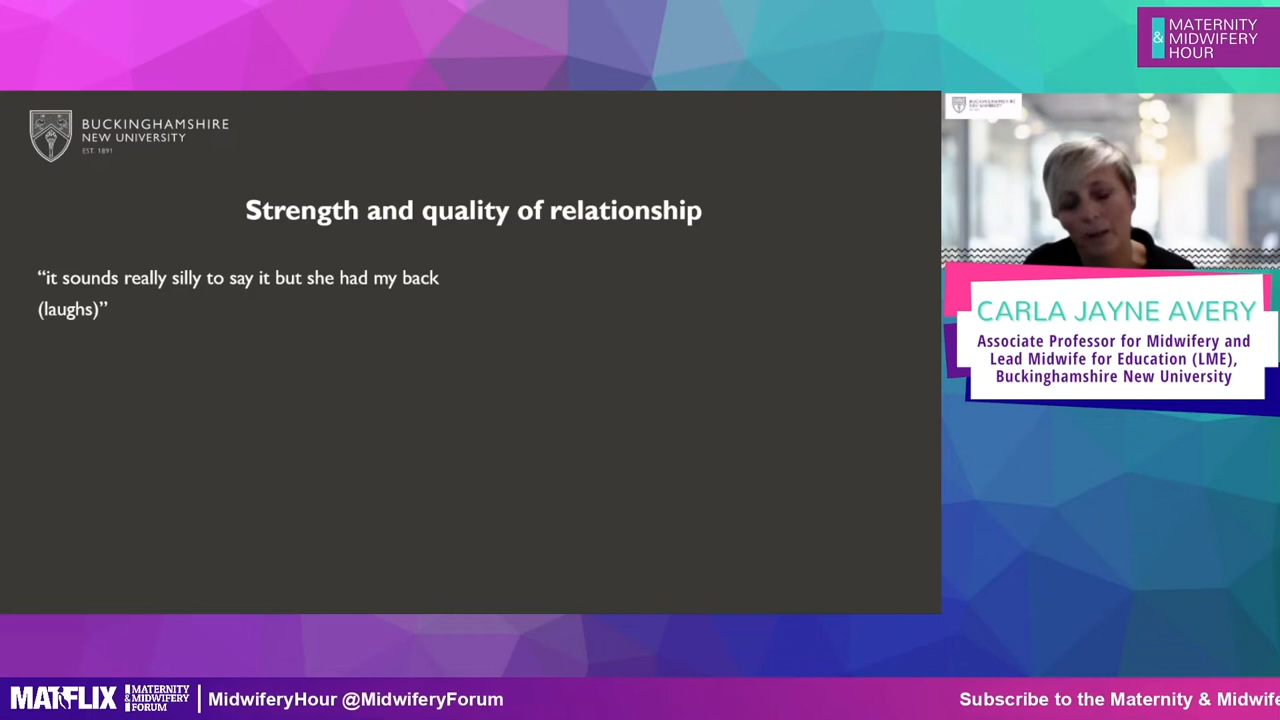 MATERNITY
& MIDWIFERY
HOUR
BUCKINGHAMSHIRE
NEW UNIVERSITY
EST. 1891
Strength and quality of relationship
“it sounds really silly to say it but she had my back
(laughs)”
CARLA JAYNE AVERY
Associate Professor for Midwifery and
Lead Midwife for Education (LME),
Buckinghamshire New University
MATFLIX
MATERNITY
& MIDWIFERY
FORUM
MidwiferyHour @MidwiferyForum
Subscribe to the Maternity & Midwife